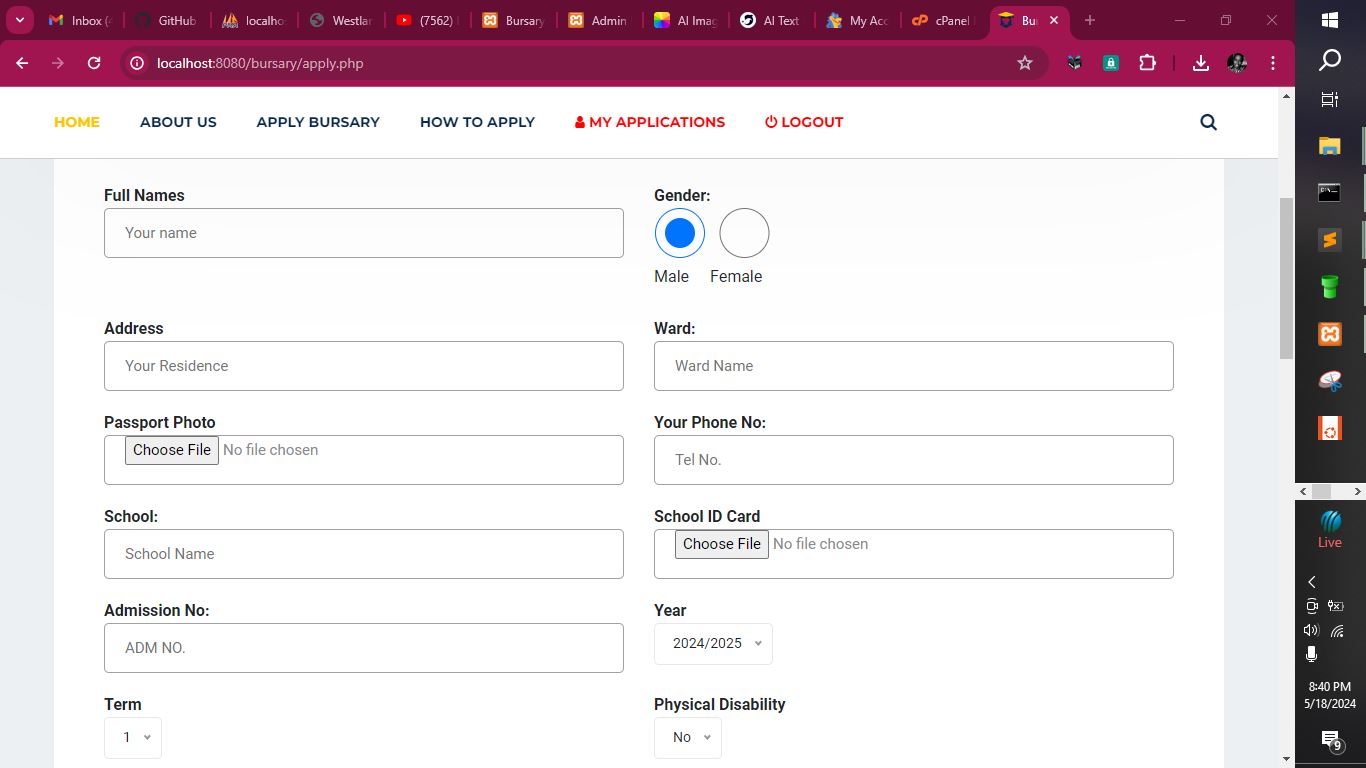 Inbox (4
GitHub
localhos
Westlan
(7562)
Bursary
Admin
AI Imag
AI Text
My Acc
cPanel
Bu
localhost:8080/bursary/apply.php
HOME
ABOUT US
APPLY BURSARY
HOW TO APPLY
MY APPLICATIONS
LOGOUT
Full Names
Gender:
Your name
Male Female
Address
Ward:
Your Residence
Ward Name
Passport Photo
Your Phone No:
Choose File No file chosen
Tel No.
School:
School ID Card
School Name
Choose File No file chosen
Admission No:
Year
ADM NO.
2024/2025
Term
Physical Disability
1
No
Live
8:40 PM
5/18/2024
9